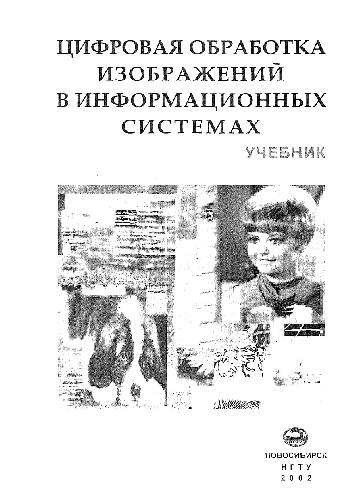 ЦИФРОВАЯ ОБРАБОТКА
ИЗОБРАЖЕНИЙ
В ИНФОРМАЦИОННЫХ
СИСТЕМАХ
УЧЕБНИК
НОВОСИБИРСК
НГТУ
2002